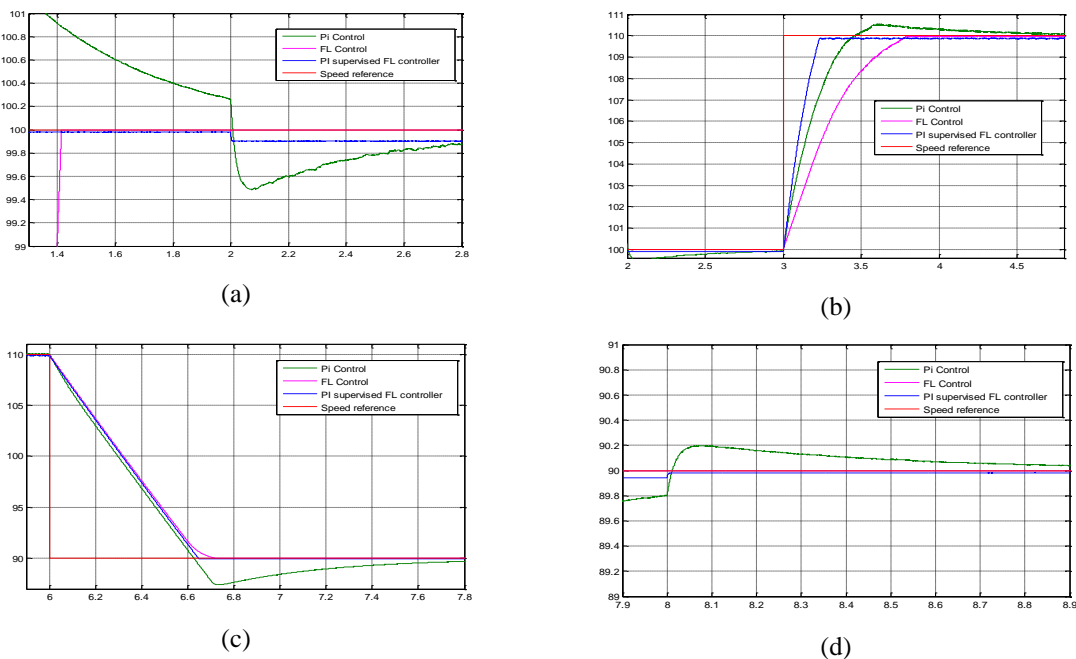 101
100.8
100.6
100.4
100.2
100
99.8
99.6
99.4
99.2
99
1.4 1.6 1.8 2 2.2 2.4 2.6 2.8
Pi Control
FL Control
PI supervised FL controller
Speed reference
(a)
111
110
109
108
107
106
105
104
103
102
101
100
2 2.5 3 3.5 4 4.5
Pi Control
FL Control
PI supervised FL controller
Speed reference
(b)
110
105
100
95
90
6 6.2 6.4 6.6 6.8 7 7.2 7.4 7.6 7.8
Pi Control
FL Control
PI supervised FL controller
Speed reference
(c)
91
90.8
90.6
90.4
90.2
90
89.8
89.6
89.4
89.2
89
7.9 8 8.1 8.2 8.3 8.4 8.5 8.6 8.7 8.8 8.9
Pi Control
FL Control
PI supervised FL controller
Speed reference
(d)